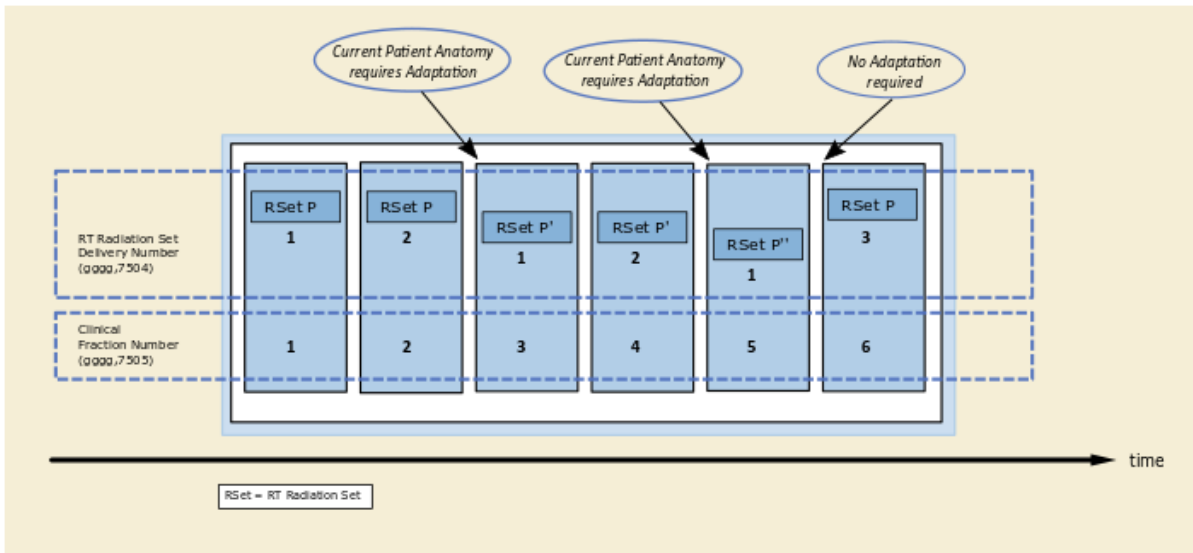 Current Patient Anatomy
requires Adaptation
Current Patient Anatomy
requires Adaptation
No Adaptation
required
RSet P
1
RSet P
2
RSet P'
1
RSet P'
2
RSet P''
1
RSet P
3
RT Radiation Set
Delivery Number
(gggg,7504)
Clinical
Fraction Number
(gggg,7505)
1
2
3
4
5
6
time
RSet = RT Radiation Set